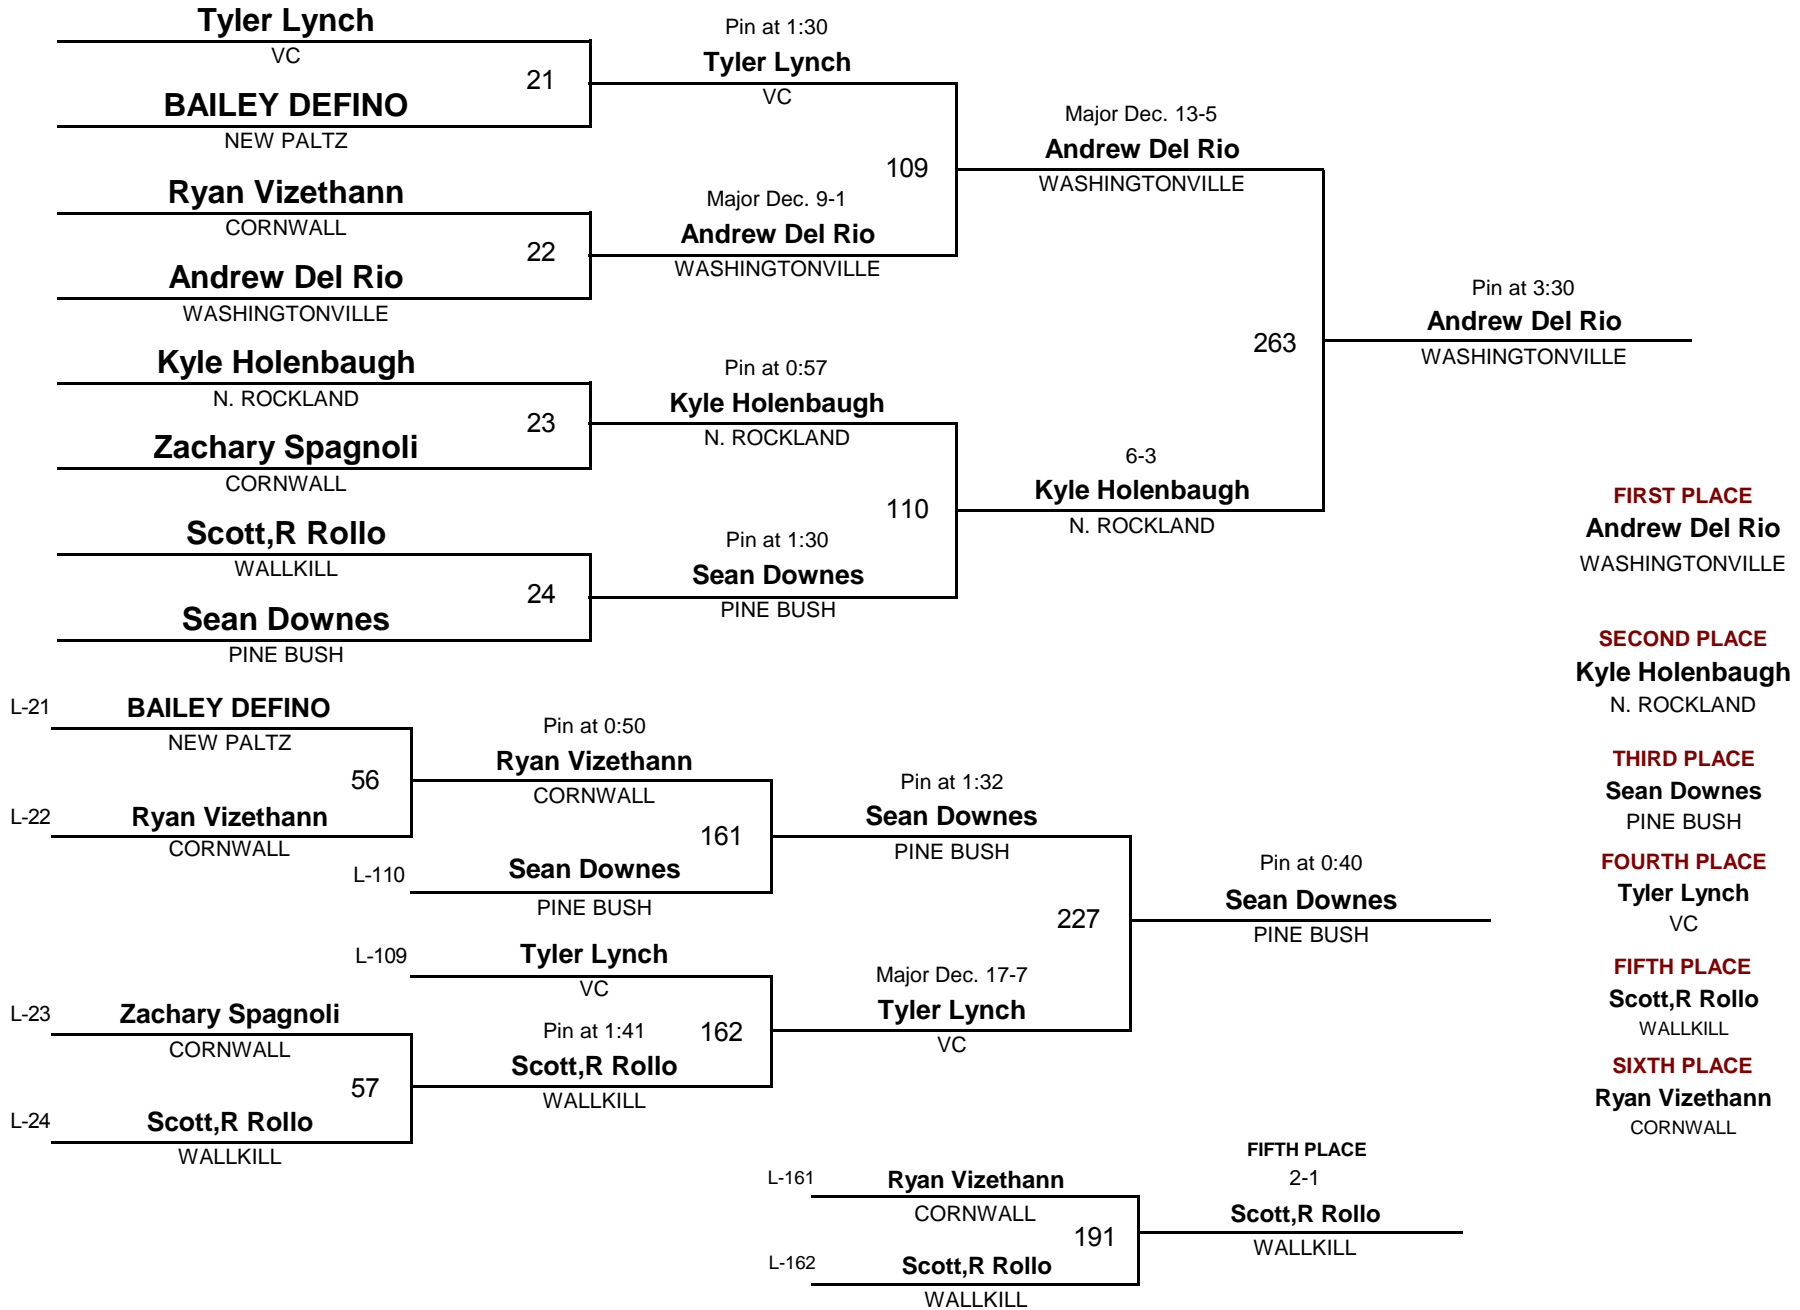 Tyler Lynch
VC
21
BAILEY DEFINO
NEW PALTZ
Pin at 1:30
Tyler Lynch
VC
Ryan Vizethann
CORNWALL
22
Andrew Del Rio
WASHINGTONVILLE
Major Dec. 9-1
Andrew Del Rio
WASHINGTONVILLE
109
Major Dec. 13-5
Andrew Del Rio
WASHINGTONVILLE
Kyle Holenbaugh
N. ROCKLAND
23
Zachary Spagnoli
CORNWALL
Pin at 0:57
Kyle Holenbaugh
N. ROCKLAND
Scott,R Rollo
WALLKILL
24
Sean Downes
PINE BUSH
Pin at 1:30
Sean Downes
PINE BUSH
110
6-3
Kyle Holenbaugh
N. ROCKLAND
263
Pin at 3:30
Andrew Del Rio
WASHINGTONVILLE
FIRST PLACE
Andrew Del Rio
WASHINGTONVILLE
SECOND PLACE
Kyle Holenbaugh
N. ROCKLAND
THIRD PLACE
Sean Downes
PINE BUSH
FOURTH PLACE
Tyler Lynch
VC
FIFTH PLACE
Scott,R Rollo
WALLKILL
SIXTH PLACE
Ryan Vizethann
CORNWALL
L-21
BAILEY DEFINO
NEW PALTZ
56
L-22
Ryan Vizethann
CORNWALL
Pin at 0:50
Ryan Vizethann
CORNWALL
161
L-110
Sean Downes
PINE BUSH
Pin at 1:32
Sean Downes
PINE BUSH
L-109
Tyler Lynch
VC
L-23
Zachary Spagnoli
CORNWALL
57
L-24
Scott,R Rollo
WALLKILL
Pin at 1:41
Scott,R Rollo
WALLKILL
162
Major Dec. 17-7
Tyler Lynch
VC
227
Pin at 0:40
Sean Downes
PINE BUSH
L-161
Ryan Vizethann
CORNWALL
191
L-162
Scott,R Rollo
WALLKILL
FIFTH PLACE
2-1
Scott,R Rollo
WALLKILL